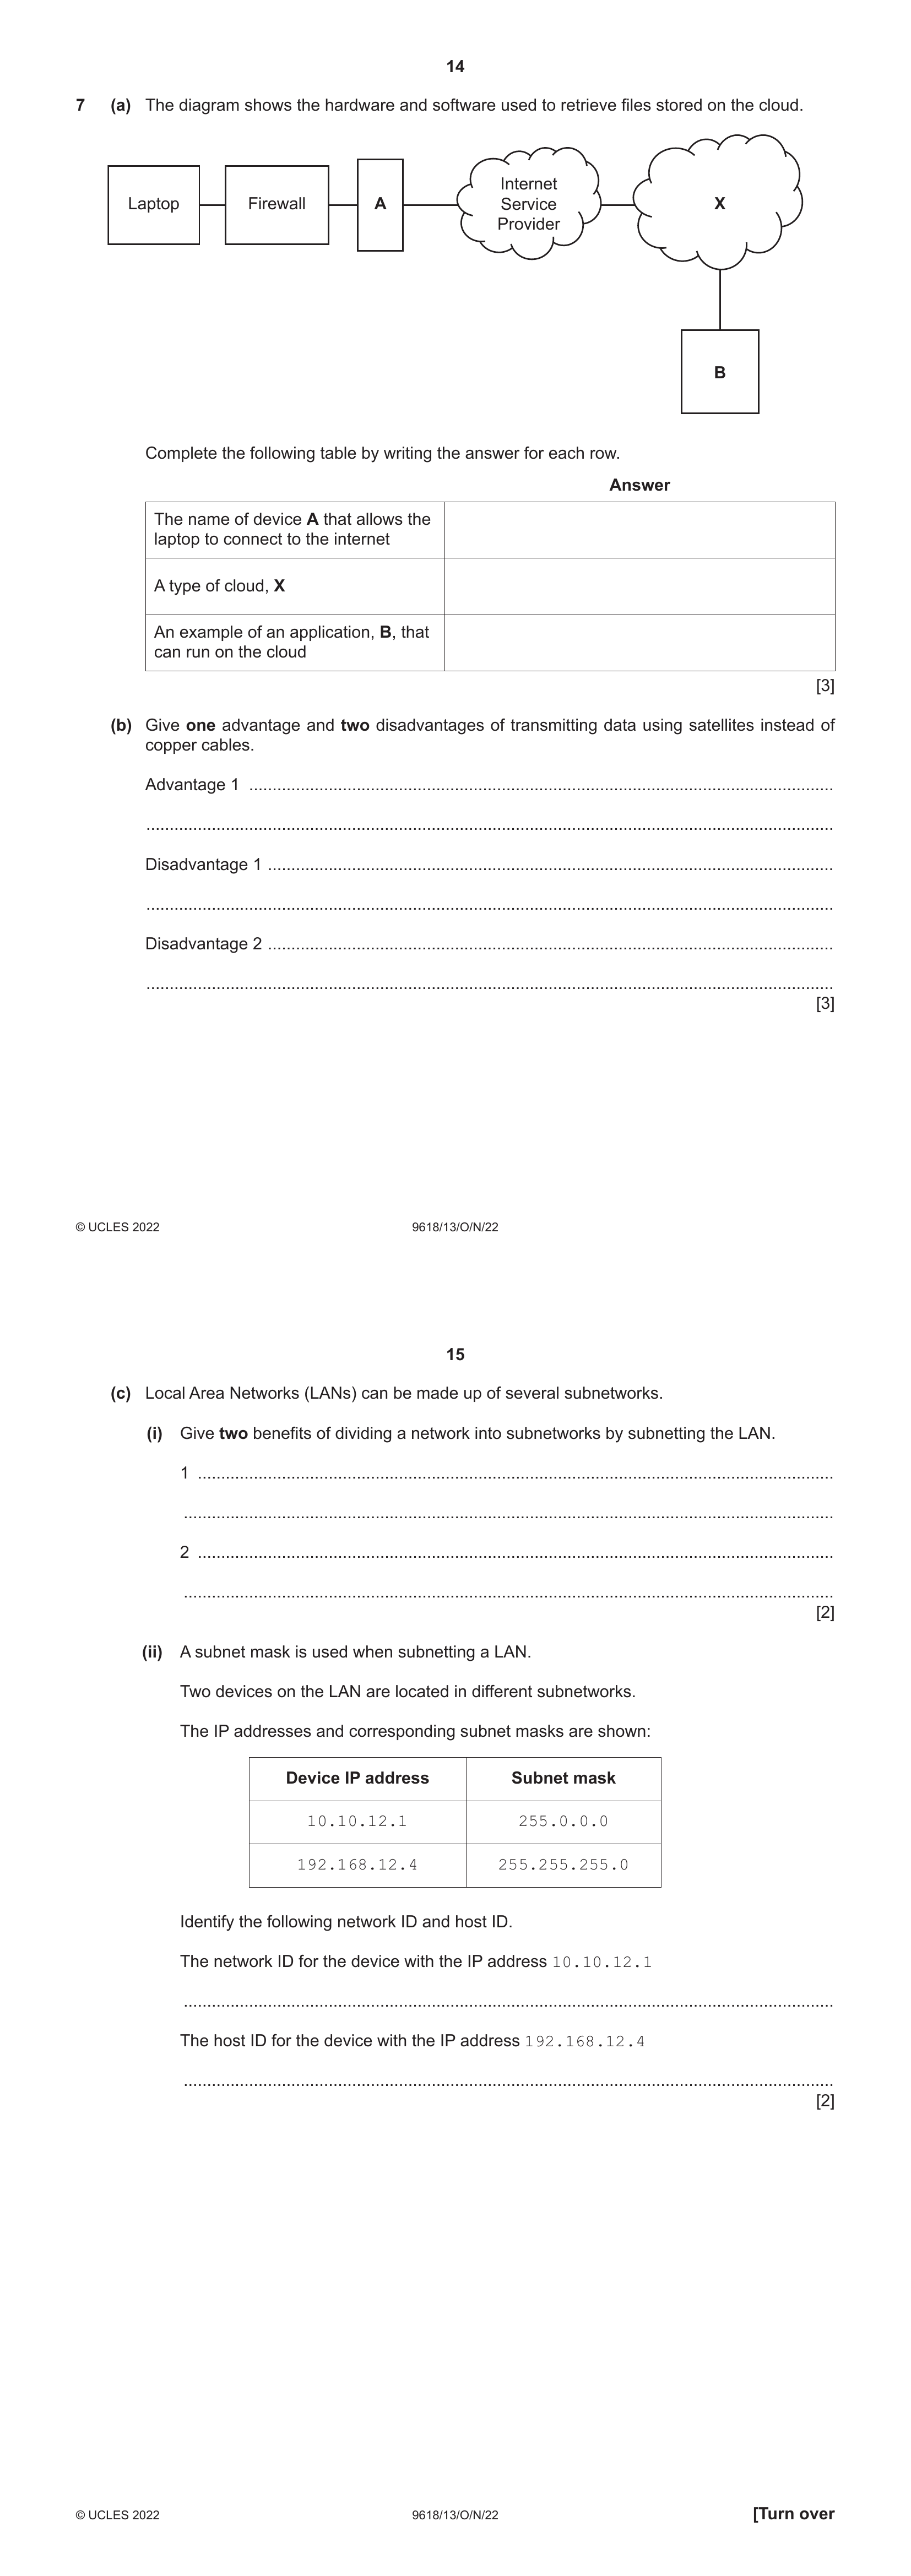 14
7 (a) The diagram shows the hardware and software used to retrieve files stored on the cloud.
Laptop
Firewall
A
Internet
Service
Provider
X
B
Complete the following table by writing the answer for each row.
Answer
The name of device A that allows the
laptop to connect to the internet
A type of cloud, X
An example of an application, B, that
can run on the cloud
[3]
(b) Give one advantage and two disadvantages of transmitting data using satellites instead of
copper cables.
Advantage 1 ..............................................................................................................................
....................................................................................................................................................
Disadvantage 1 ..........................................................................................................................
....................................................................................................................................................
Disadvantage 2 ..........................................................................................................................
....................................................................................................................................................
[3]
© UCLES 2022 9618/13/O/N/22
15
(c) Local Area Networks (LANs) can be made up of several subnetworks.
(i) Give two benefits of dividing a network into subnetworks by subnetting the LAN.
1 ..........................................................................................................................................
.............................................................................................................................................
2 ..........................................................................................................................................
.............................................................................................................................................
[2]
(ii) A subnet mask is used when subnetting a LAN.
Two devices on the LAN are located in different subnetworks.
The IP addresses and corresponding subnet masks are shown:
Device IP address Subnet mask
10.10.12.1 255.0.0.0
192.168.12.4 255.255.255.0
Identify the following network ID and host ID.
The network ID for the device with the IP address 10.10.12.1
.............................................................................................................................................
The host ID for the device with the IP address 192.168.12.4
.............................................................................................................................................
[2]
© UCLES 2022 9618/13/O/N/22 [Turn over